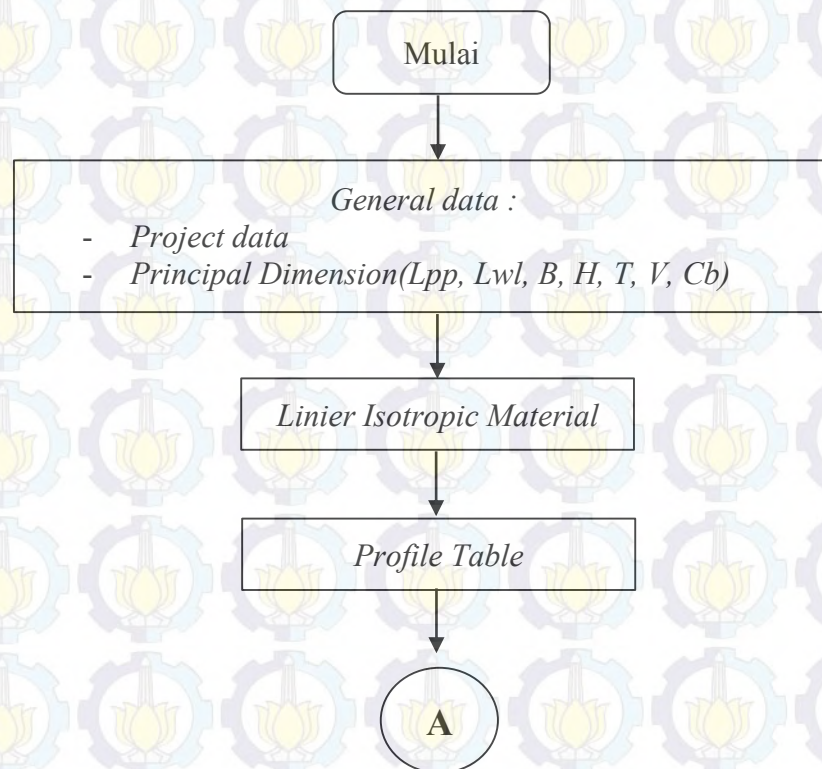 Mulai
General data :
- Project data
- Principal Dimension(Lpp, Lwl, B, H, T, V, Cb)
Linier Isotropic Material
Profile Table
A